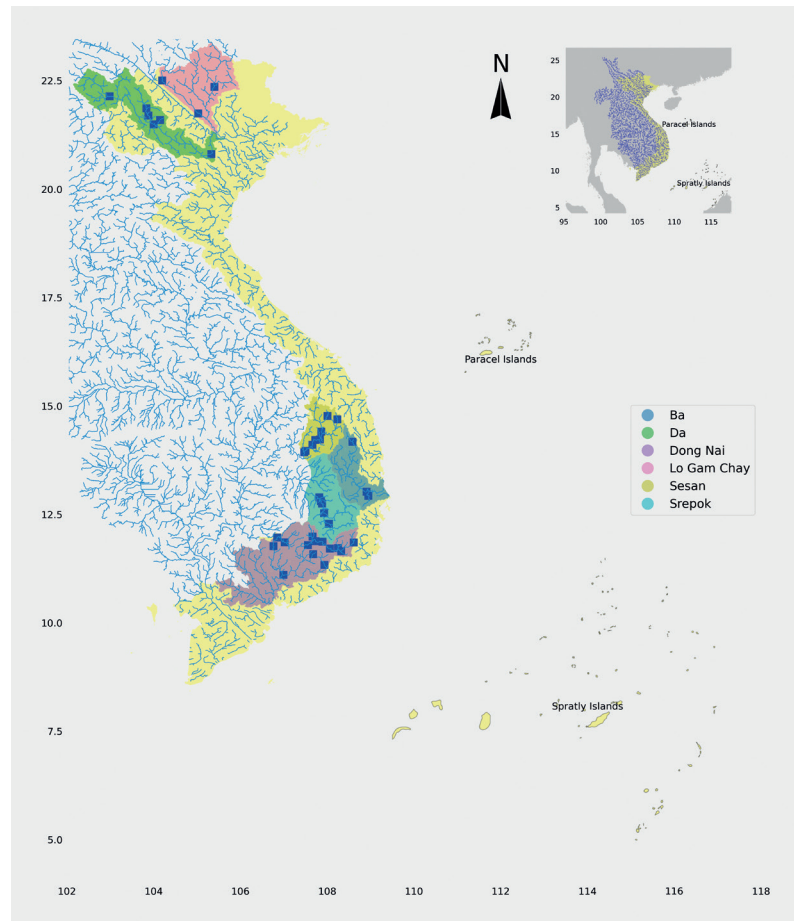 N
25
20
15
10
5
95
100
105
110
115
Paracel Islands
Spratly Islands
22.5
20.0
17.5
15.0
12.5
10.0
7.5
5.0
Paracel Islands
Ba
Da
Dong Nai
Lo Gam Chay
Sesan
Srepok
Spratly Islands
102
104
106
108
110
112
114
116
118